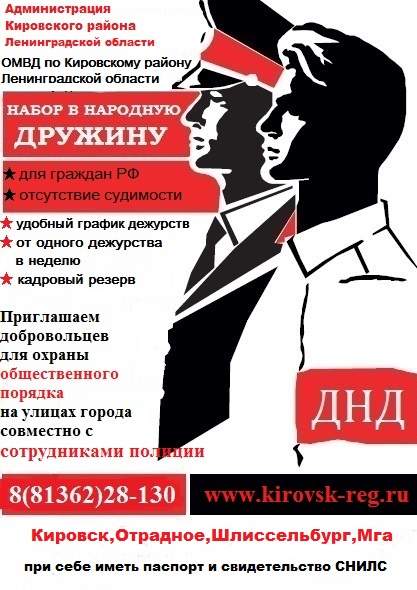 Администрация
Кировского района
Ленинградской области
ОМВД по Кировскому району
Ленинградской области
НАБОР В НАРОДНУЮ
ДРУЖИНУ
для граждан РФ
отсутствие судимости
удобный график дежурств
от одного дежурства
в неделю
кадровый резерв
Приглашаем
добровольцев
для охраны
общественного
порядка
на улицах города
совместно с
сотрудниками полиции
ДНД
8(81362)28-130
www.kirovsk-reg.ru
Кировск,Отрадное,Шлиссельбург,Мга
при себе иметь паспорт и свидетельство СНИЛС